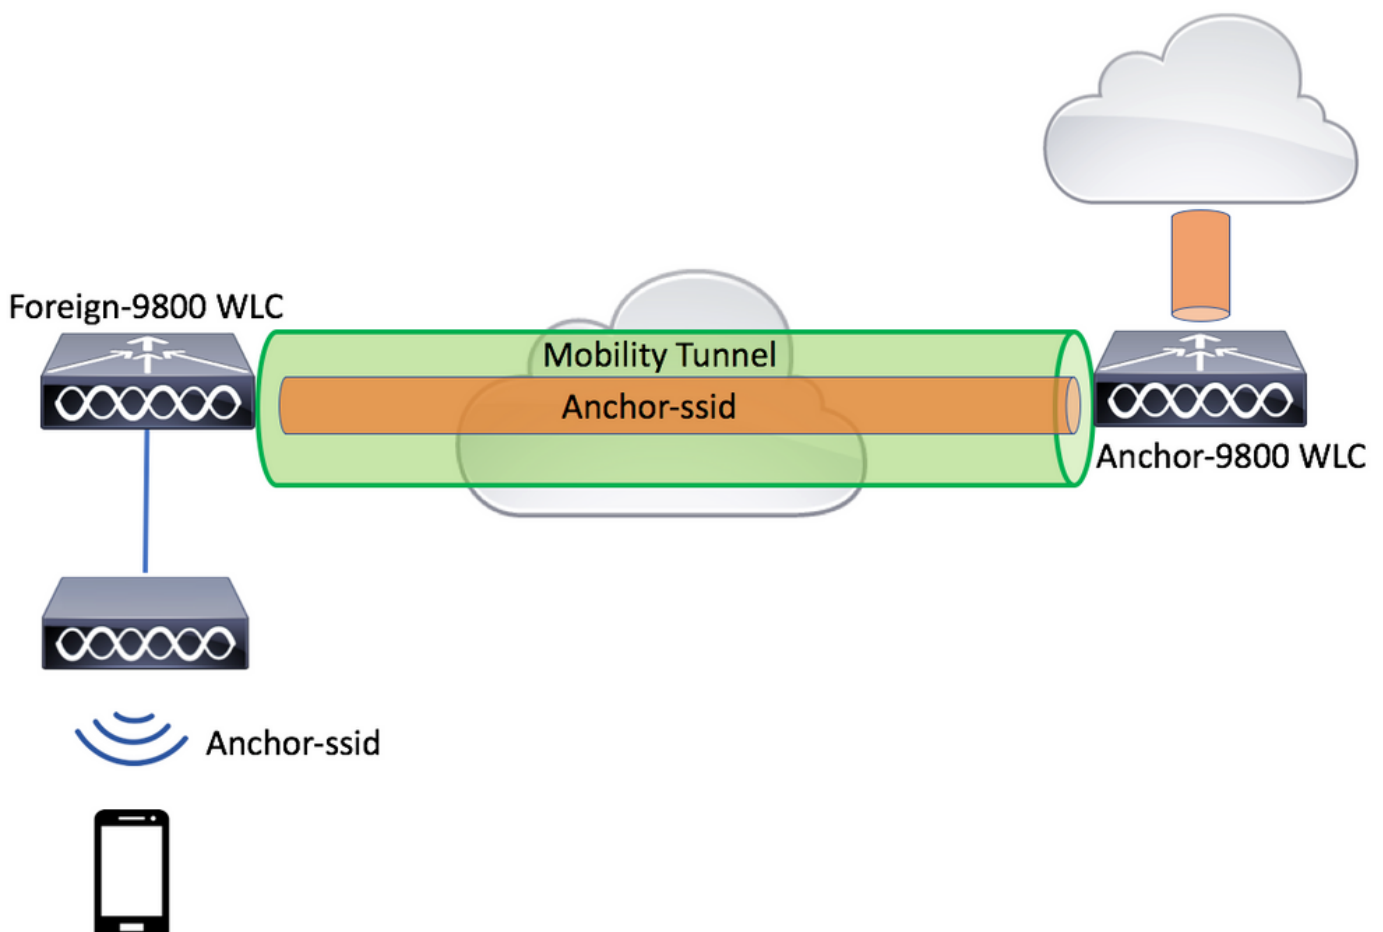 Foreign-9800 WLC
Mobility Tunnel
Anchor-ssid
Anchor-9800 WLC
Anchor-ssid